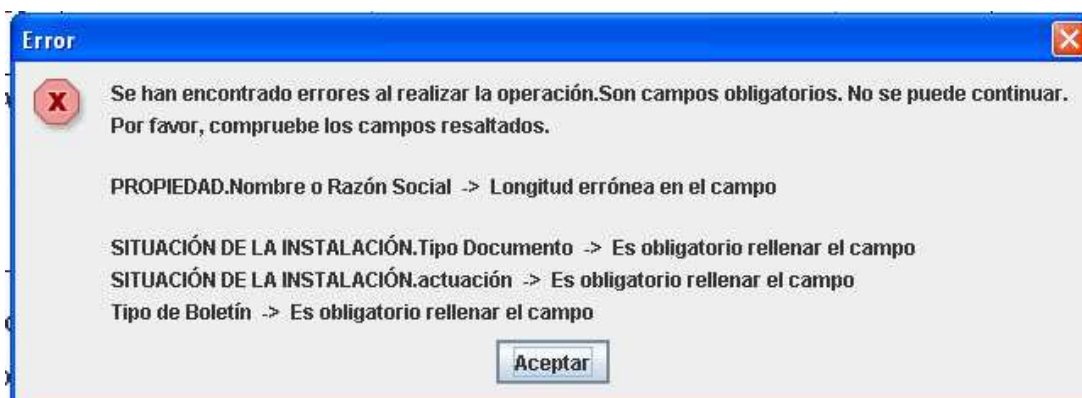 Error
Se han encontrado errores al realizar la operación.Son campos obligatorios. No se puede continuar.
Por favor, compruebe los campos resaltados.
PROPIEDAD.Nombre o Razón Social -> Longitud errónea en el campo
SITUACIÓN DE LA INSTALACIÓN.Tipo Documento -> Es obligatorio rellenar el campo
SITUACIÓN DE LA INSTALACIÓN.actuación -> Es obligatorio rellenar el campo
Tipo de Boletín -> Es obligatorio rellenar el campo
Aceptar